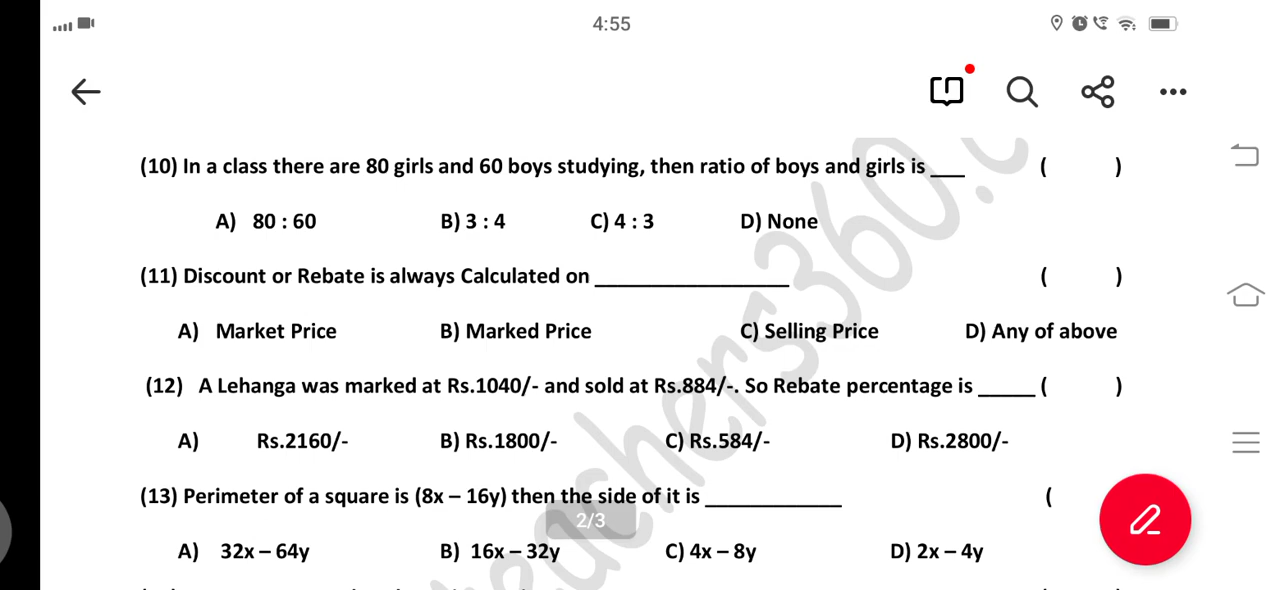 4:55
(10) In a class there are 80 girls and 60 boys studying, then ratio of boys and girls is ___ ( )
A) 80 : 60 B) 3 : 4 C) 4 : 3 D) None
(11) Discount or Rebate is always Calculated on _________________ ( )
A) Market Price B) Marked Price C) Selling Price D) Any of above
(12) A Lehanga was marked at Rs.1040/- and sold at Rs.884/-. So Rebate percentage is _____ ( )
A) Rs.2160/- B) Rs.1800/- C) Rs.584/- D) Rs.2800/-
(13) Perimeter of a square is (8x – 16y) then the side of it is ____________ (
2/3
A) 32x – 64y B) 16x – 32y C) 4x – 8y D) 2x – 4y